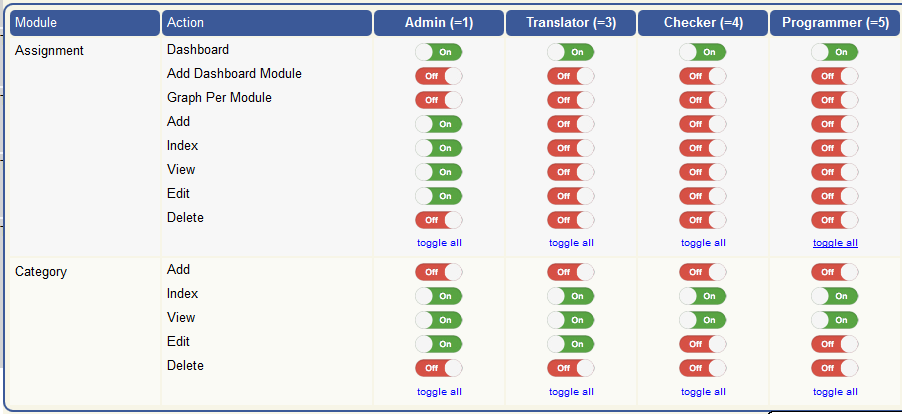 Module Action Admin (=1) Translator (=3) Checker (=4) Programmer (=5)
Assignment Dashboard On On On On
Add Dashboard Module Off Off Off Off
Graph Per Module Off Off Off Off
Add On Off Off Off
Index On Off Off Off
View On Off Off Off
Edit On Off Off Off
Delete Off Off Off Off
toggle all toggle all toggle all toggle all
Category Add Off Off Off Off
Index On On On On
View On On On On
Edit On On Off Off
Delete Off Off Off Off
toggle all toggle all toggle all toggle all